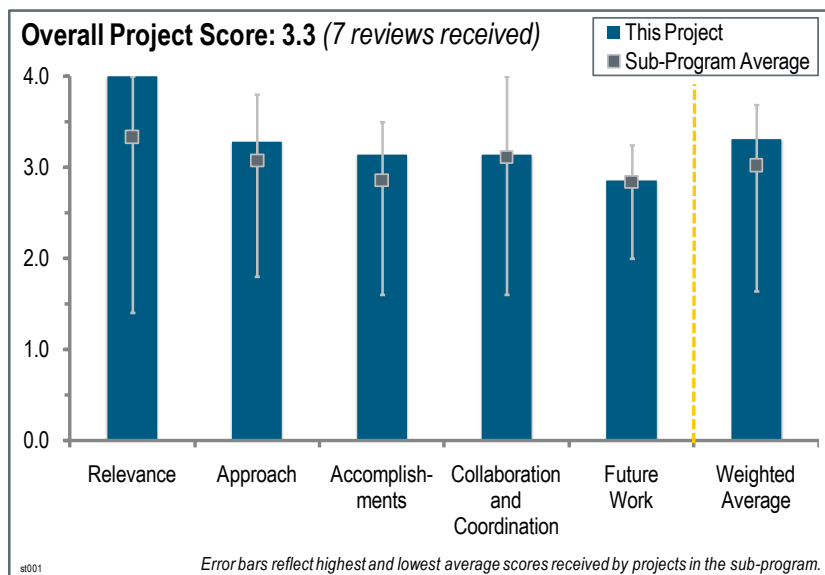 Overall Project Score: 3.3 (7 reviews received)
This Project
Sub-Program Average
4.0
3.0
2.0
1.0
0.0
Relevance
Approach
Accomplish-
ments
Collaboration
and
Coordination
Future
Work
Weighted
Average
st001
Error bars reflect highest and lowest average scores received by projects in the sub-program.